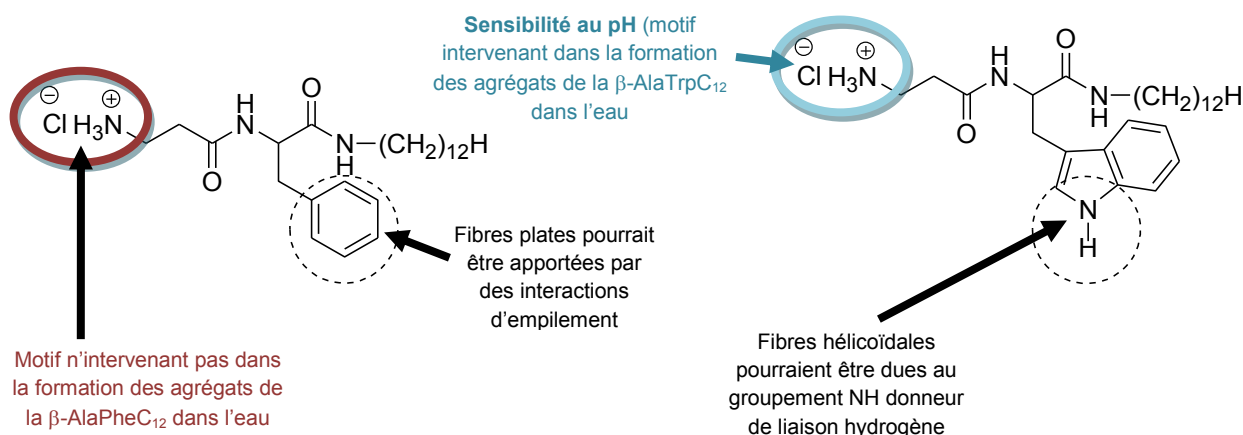 Sensibilité au pH (motif
intervenant dans la formation
des agrégats de la β-AlaTrpC12
dans l'eau
⊖ ⊕
Cl H3N
O
H
N
O
N
H
(CH2)12H
Fibres plates pourrait
être apportées par
des interactions
d'empilement
Motif n'intervenant pas dans
la formation des agrégats de
la β-AlaPheC12 dans l'eau
⊖ ⊕
Cl H3N
O
H
N
O
N
H
(CH2)12H
N
H
Fibres hélicoïdales
pourraient être dues au
groupement NH donneur
de liaison hydrogène